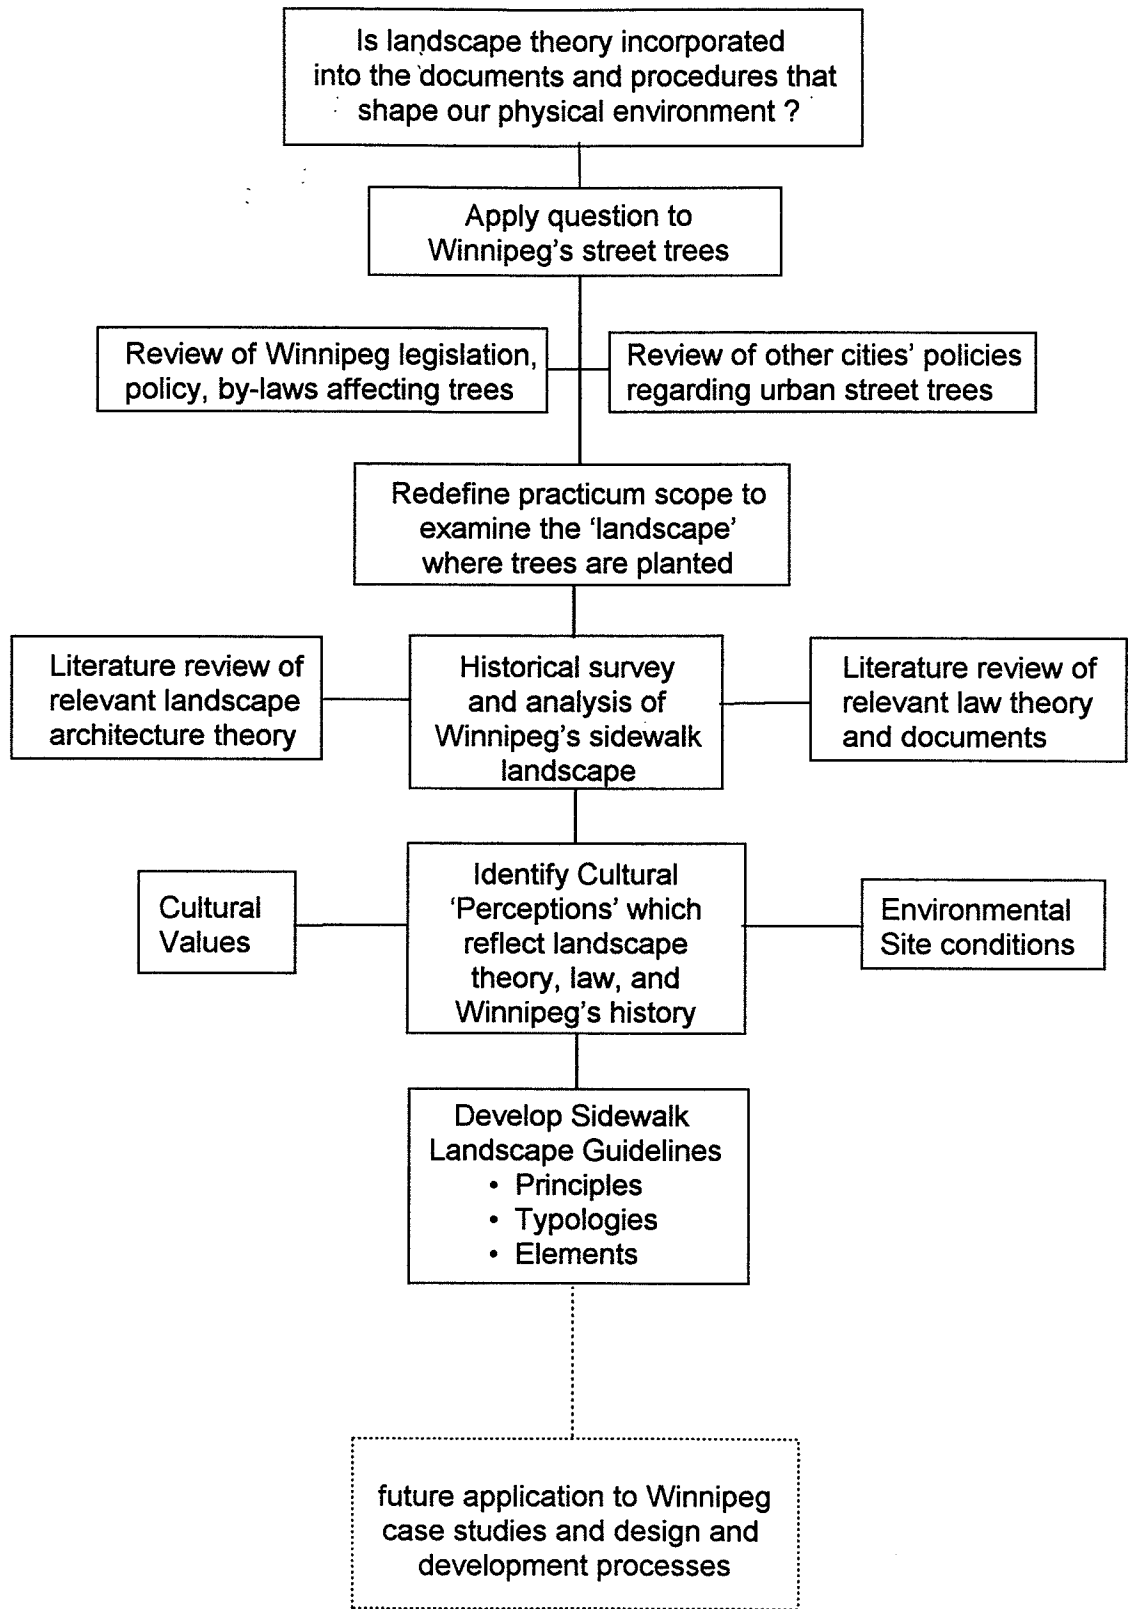 Is landscape theory incorporated
into the documents and procedures that
shape our physical environment ?
Apply question to
Winnipeg's street trees
Review of Winnipeg legislation,
policy, by-laws affecting trees
Review of other cities' policies
regarding urban street trees
Redefine practicum scope to
examine the ‘landscape’
where trees are planted
Literature review of
relevant landscape
architecture theory
Historical survey
and analysis of
Winnipeg's sidewalk
landscape
Literature review of
relevant law theory
and documents
Cultural
Values
Identify Cultural
‘Perceptions’ which
reflect landscape
theory, law, and
Winnipeg's history
Environmental
Site conditions
Develop Sidewalk
Landscape Guidelines
• Principles
• Typologies
• Elements
future application to Winnipeg
case studies and design and
development processes